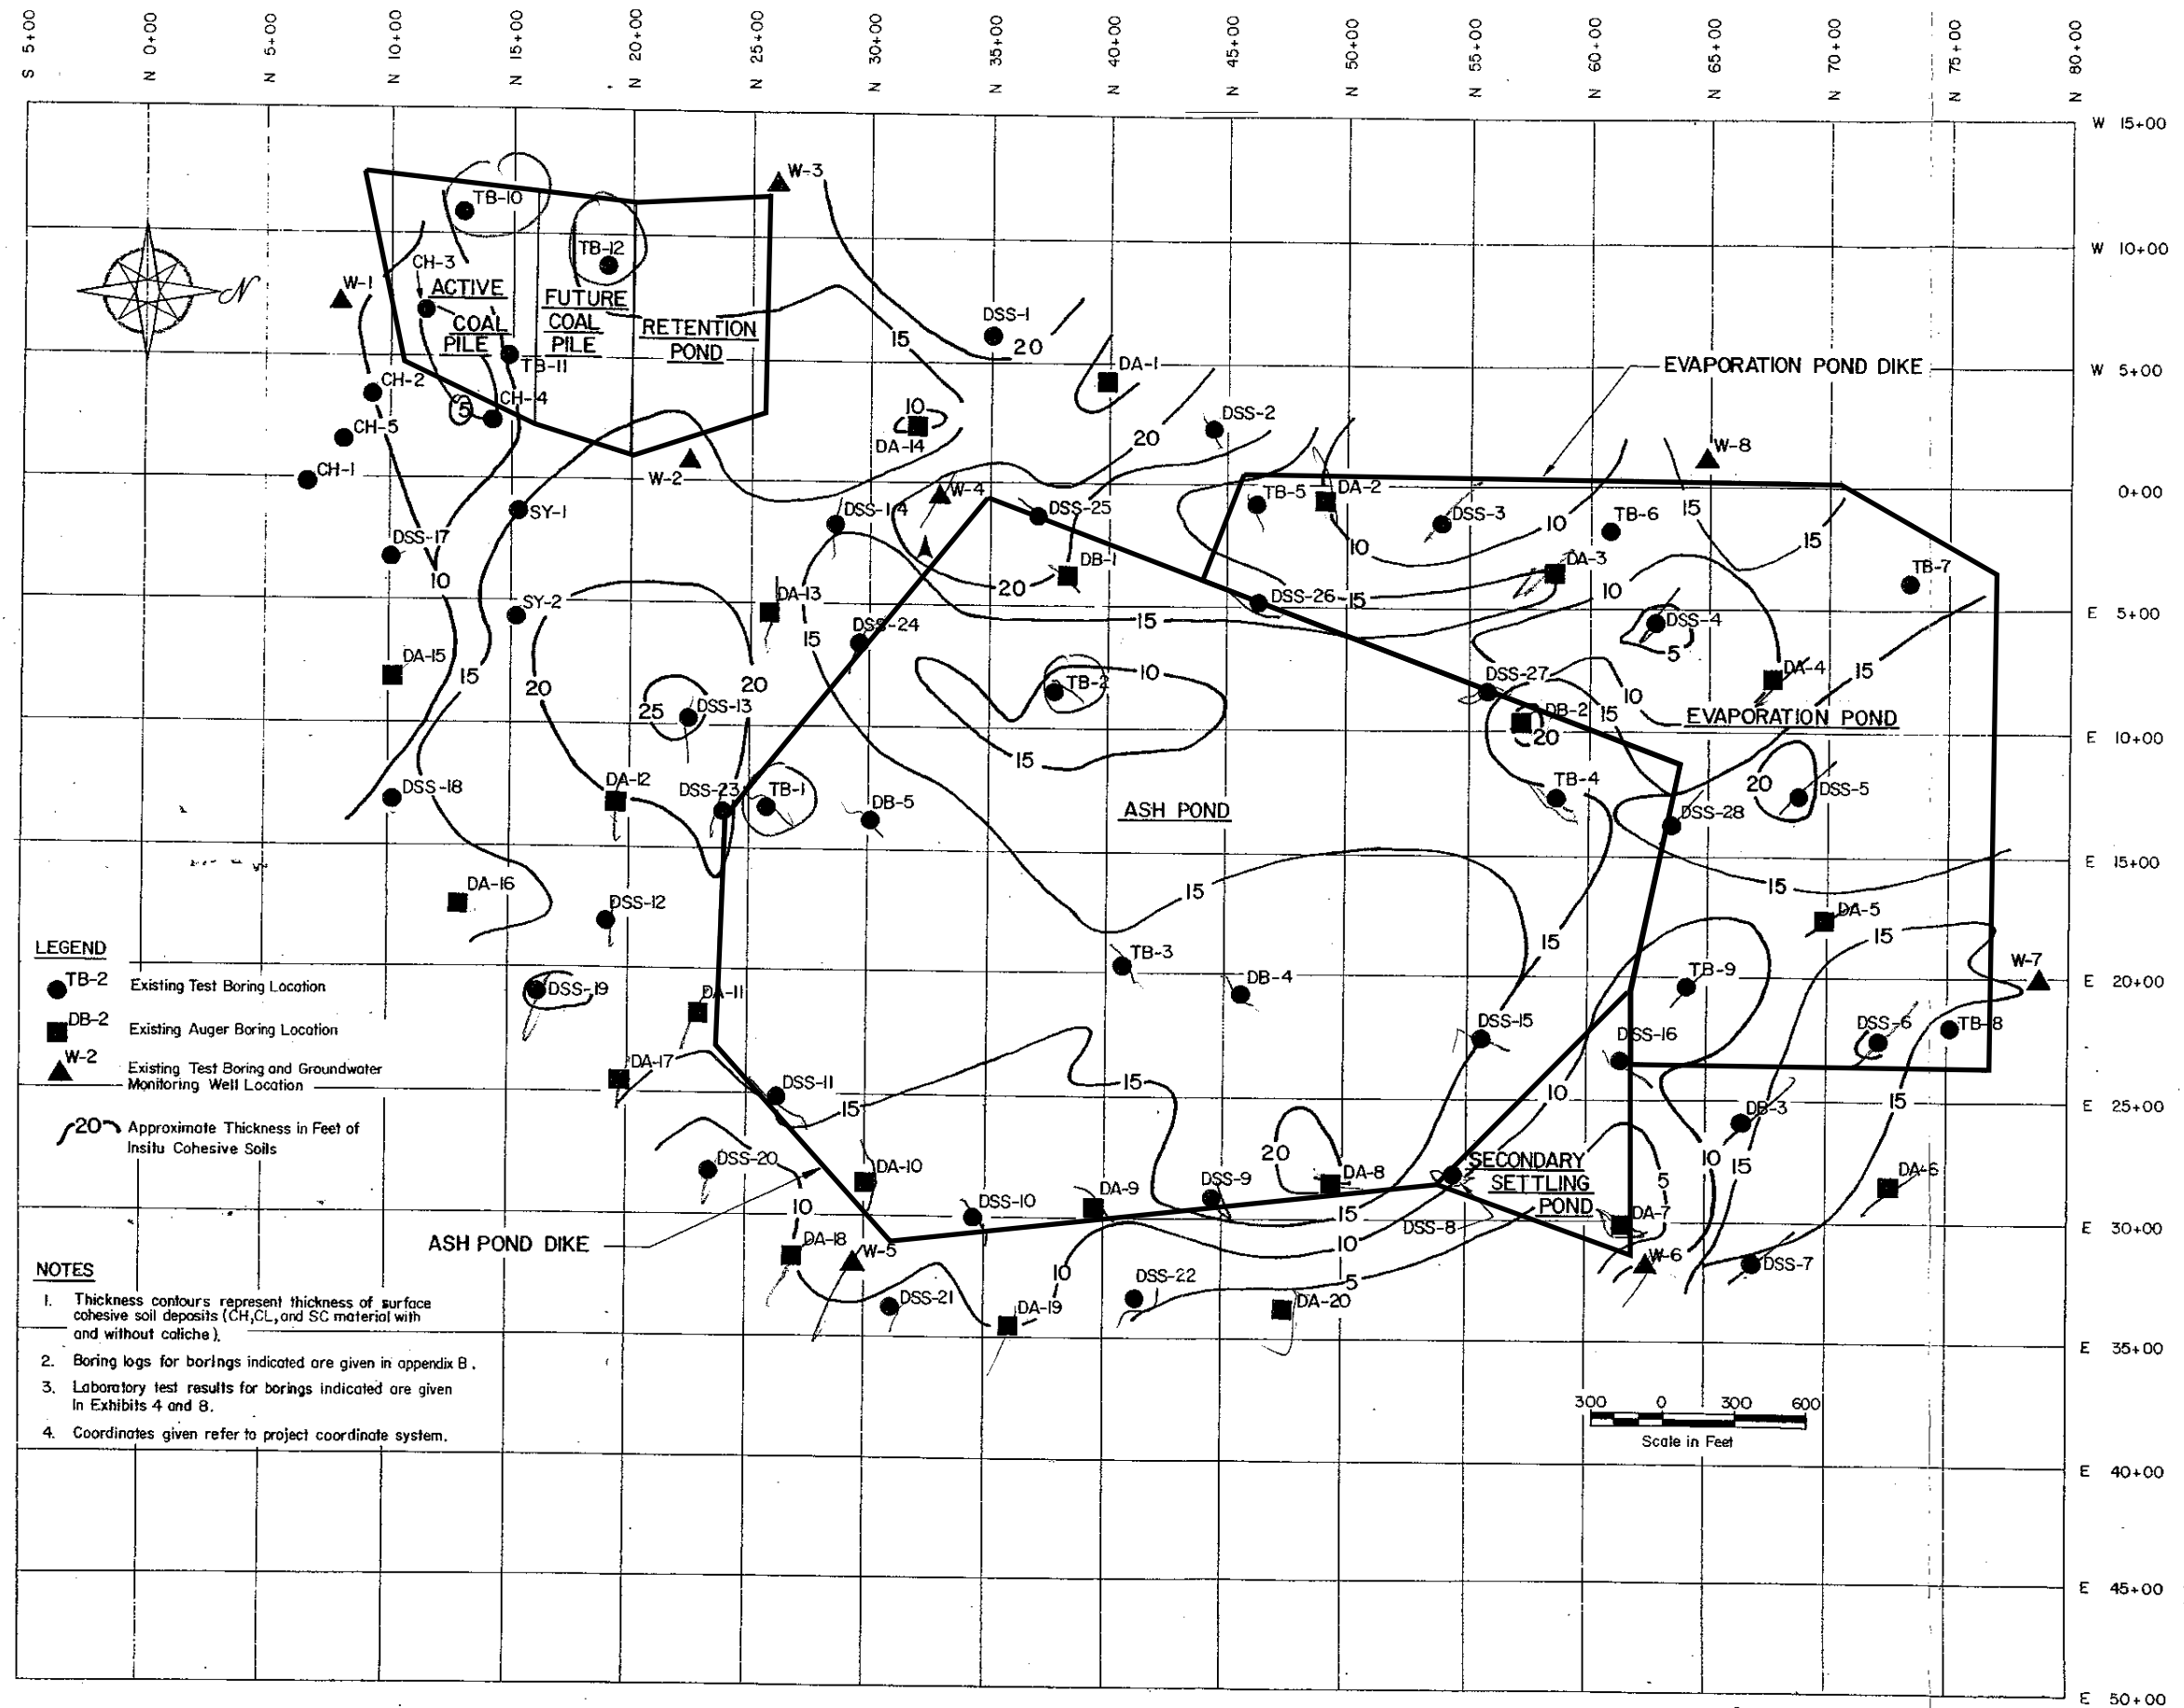 S 5+00
N 0+00
N 5+00
N 10+00
N 15+00
N 20+00
N 25+00
N 30+00
N 35+00
N 40+00
N 45+00
N 50+00
N 55+00
N 60+00
N 65+00
N 70+00
N 75+00
N 80+00
W 15+00
W-3
TB-10
W 10+00
TB-12
CH-3
N
W-1
ACTIVE
FUTURE
COAL
COAL
RETENTION
DSS-1
PILE
PILE
POND
15
20
TB-11
DA-1
EVAPORATION POND DIKE
W 5+00
CH-2
CH-4
5
10
DSS-2
CH-5
DA-14
20
W-8
CH-1
W-2
W-4
TB-5
DA-2
0+00
SY-1
DSS-14
DSS-25
DSS-3
10
TB-6
15
DSS-17
10
15
10
DB-1
DA-3
TB-7
20
SY-2
DA-13
DSS-26
15
10
E 5+00
15
15
DSS-24
DSS-4
5
DA-15
15
20
20
TB-2
10
DSS-27
DA-4
15
25
DSS-13
DB-2
15
10
EVAPORATION POND
20
E 10+00
15
DSS-18
DA-12
DSS-23
TB-1
DB-5
TB-4
20
DSS-5
ASH POND
DSS-28
E 15+00
DA-16
15
15
DSS-12
DA-5
15
LEGEND
15
TB-2 Existing Test Boring Location
DSS-19
TB-3
DB-4
TB-9
W-7
E 20+00
DB-2 Existing Auger Boring Location
DA-11
DSS-15
DSS-16
DSS-6
TB-8
W-2 Existing Test Boring and Groundwater
Monitoring Well Location
DA-17
DSS-11
15
15
10
15
DB-3
E 25+00
20 Approximate Thickness in Feet of
Insitu Cohesive Soils
DSS-20
DA-10
20
DA-8
SECONDARY
SETTLING
POND
5
10
15
DA-6
10
DSS-10
DA-9
DSS-9
15
DSS-8
DA-7
E 30+00
ASH POND DIKE
DA-18
W-5
10
W-6
DSS-7
10
5
DSS-22
DSS-21
DA-19
DA-20
NOTES
1. Thickness contours represent thickness of surface
cohesive soil deposits (CH,CL,and SC material with
and without caliche).
E 35+00
2. Boring logs for borings indicated are given in appendix B.
3. Laboratory test results for borings indicated are given
In Exhibits 4 and 8.
4. Coordinates given refer to project coordinate system.
300 0 300 600
Scale in Feet
E 40+00
E 45+00
E 50+00